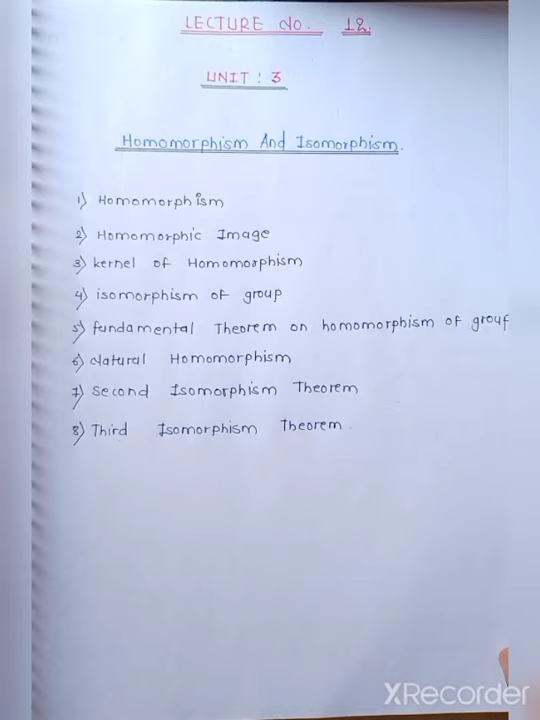 LECTURE No. 12.
UNIT : 3
Homomorphism And Isomorphism.
1) Homomorphism
2) Homomorphic Image
3) kernel of Homomorphism
4) isomorphism of group
5) fundamental Theorem on homomorphism of group
6) Natural Homomorphism
7) Second Isomorphism Theorem
8) Third Isomorphism Theorem.
XRecorder